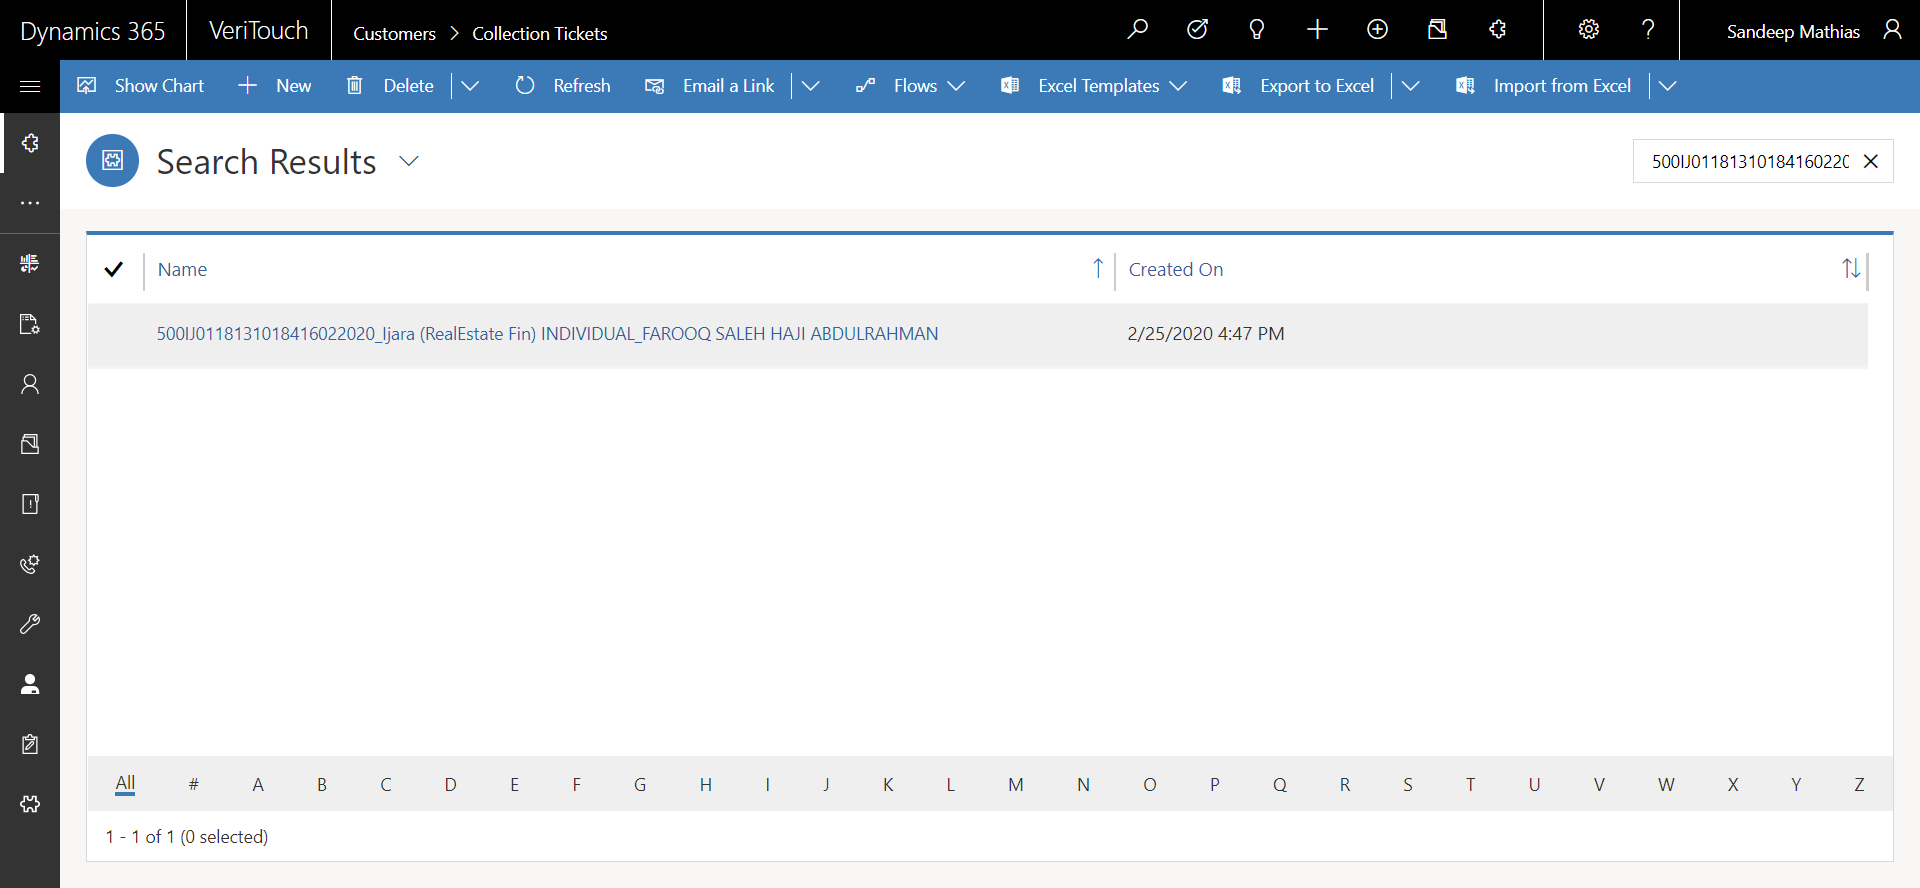 Dynamics 365 VeriTouch Customers > Collection Tickets Sandeep Mathias
Show Chart New Delete Refresh Email a Link Flows Excel Templates Export to Excel Import from Excel
Search Results
500IJ0118131018416022020
Name Created On
500IJ0118131018416022020_Ijara (RealEstate Fin) INDIVIDUAL_FAROOQ SALEH HAJI ABDULRAHMAN 2/25/2020 4:47 PM
All # A B C D E F G H I J K L M N O P Q R S T U V W X Y Z
1 - 1 of 1 (0 selected)